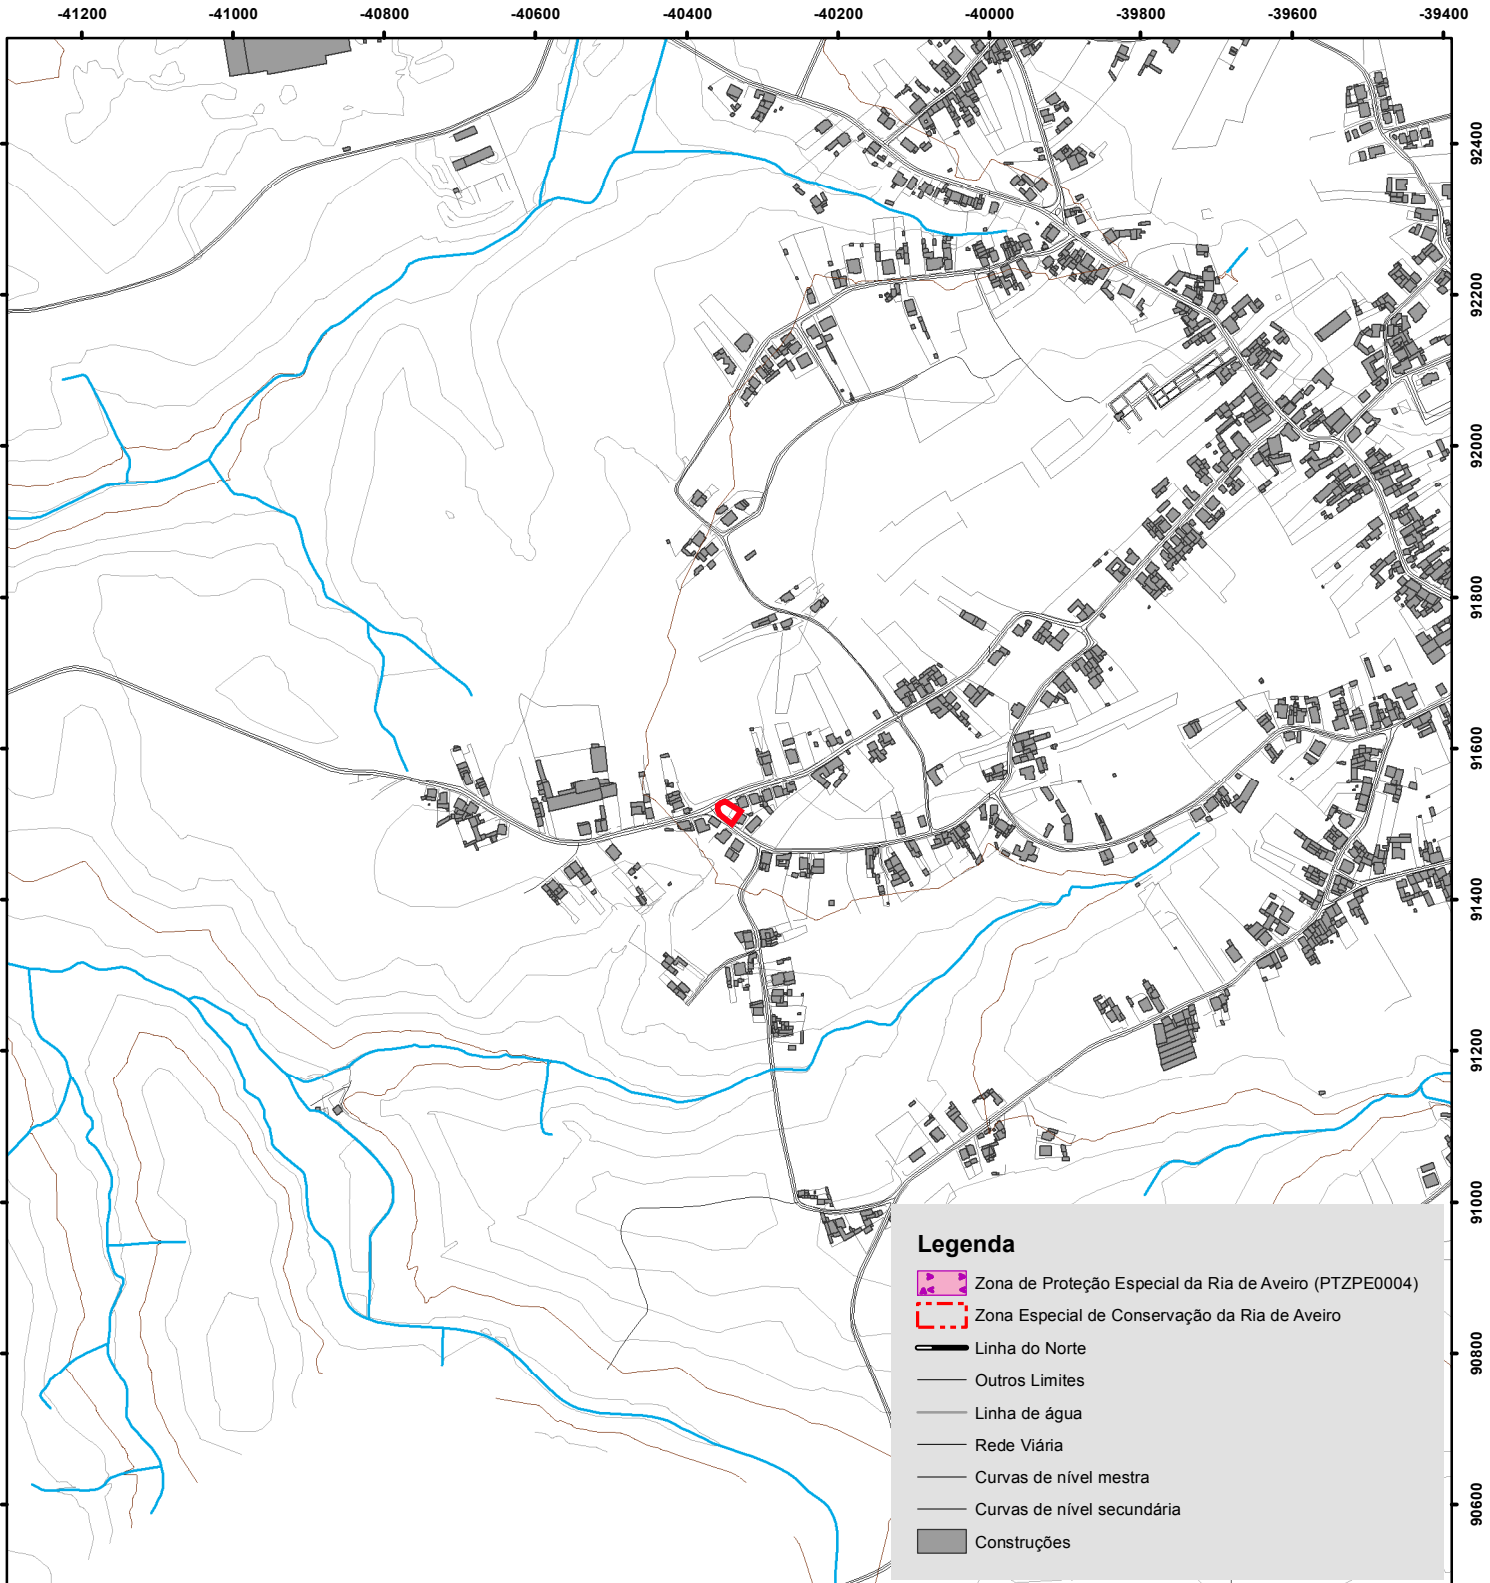 -41200 -41000 -40800 -40600 -40400 -40200 -40000 -39800 -39600 -39400
92400
92200
92000
91800
91600
91400
91200
91000
90800
90600
Legenda
Zona de Proteção Especial da Ria de Aveiro (PTZPE0004)
Zona Especial de Conservação da Ria de Aveiro
Linha do Norte
Outros Limites
Linha de água
Rede Viária
Curvas de nível mestra
Curvas de nível secundária
Construções